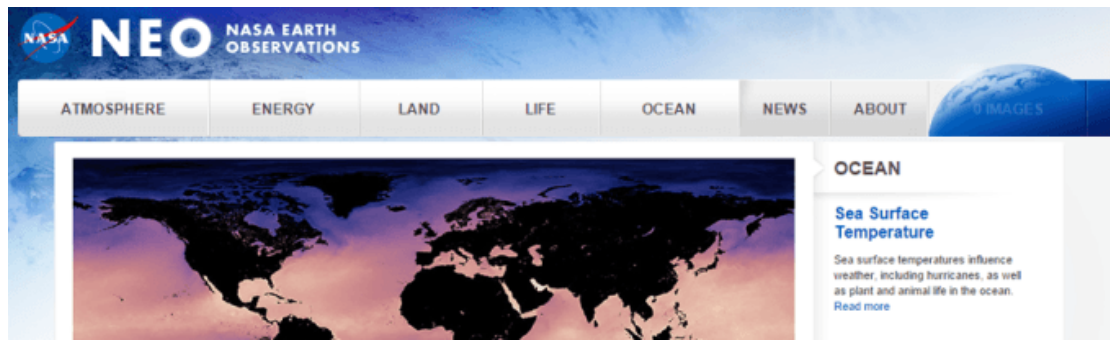 NASA
NEO
NASA EARTH
OBSERVATIONS
ATMOSPHERE
ENERGY
LAND
LIFE
OCEAN
NEWS
ABOUT
0 IMAGES
OCEAN
Sea Surface
Temperature
Sea surface temperatures influence
weather, including hurricanes, as well
as plant and animal life in the ocean.
Read more